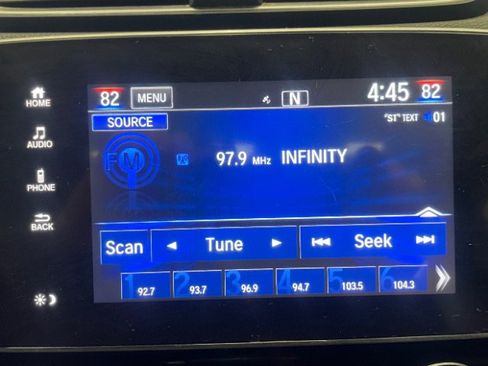 82 MENU N 4:45 82
HOME
SOURCE "ST" TEXT 01
AUDIO
FM 97.9 MHz INFINITY
PHONE
BACK
Scan Tune Seek
1 92.7 2 93.7 3 96.9 4 94.7 5 103.5 6 104.3